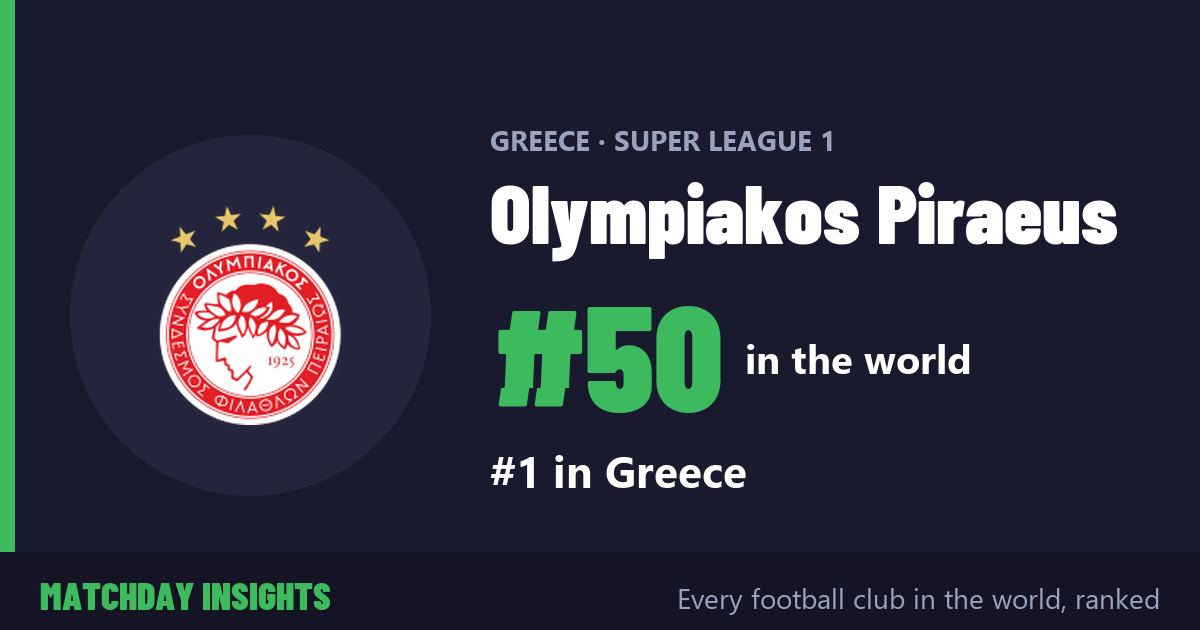 GREECE · SUPER LEAGUE 1
Olympiakos Piraeus
#50 in the world
#1 in Greece
ΟΛΥΜΠΙΑΚΟΣ
ΣΥΝΔΕΣΜΟΣ ΦΙΛΑΘΛΩΝ ΠΕΙΡΑΙΩΣ
1925
MATCHDAY INSIGHTS
Every football club in the world, ranked